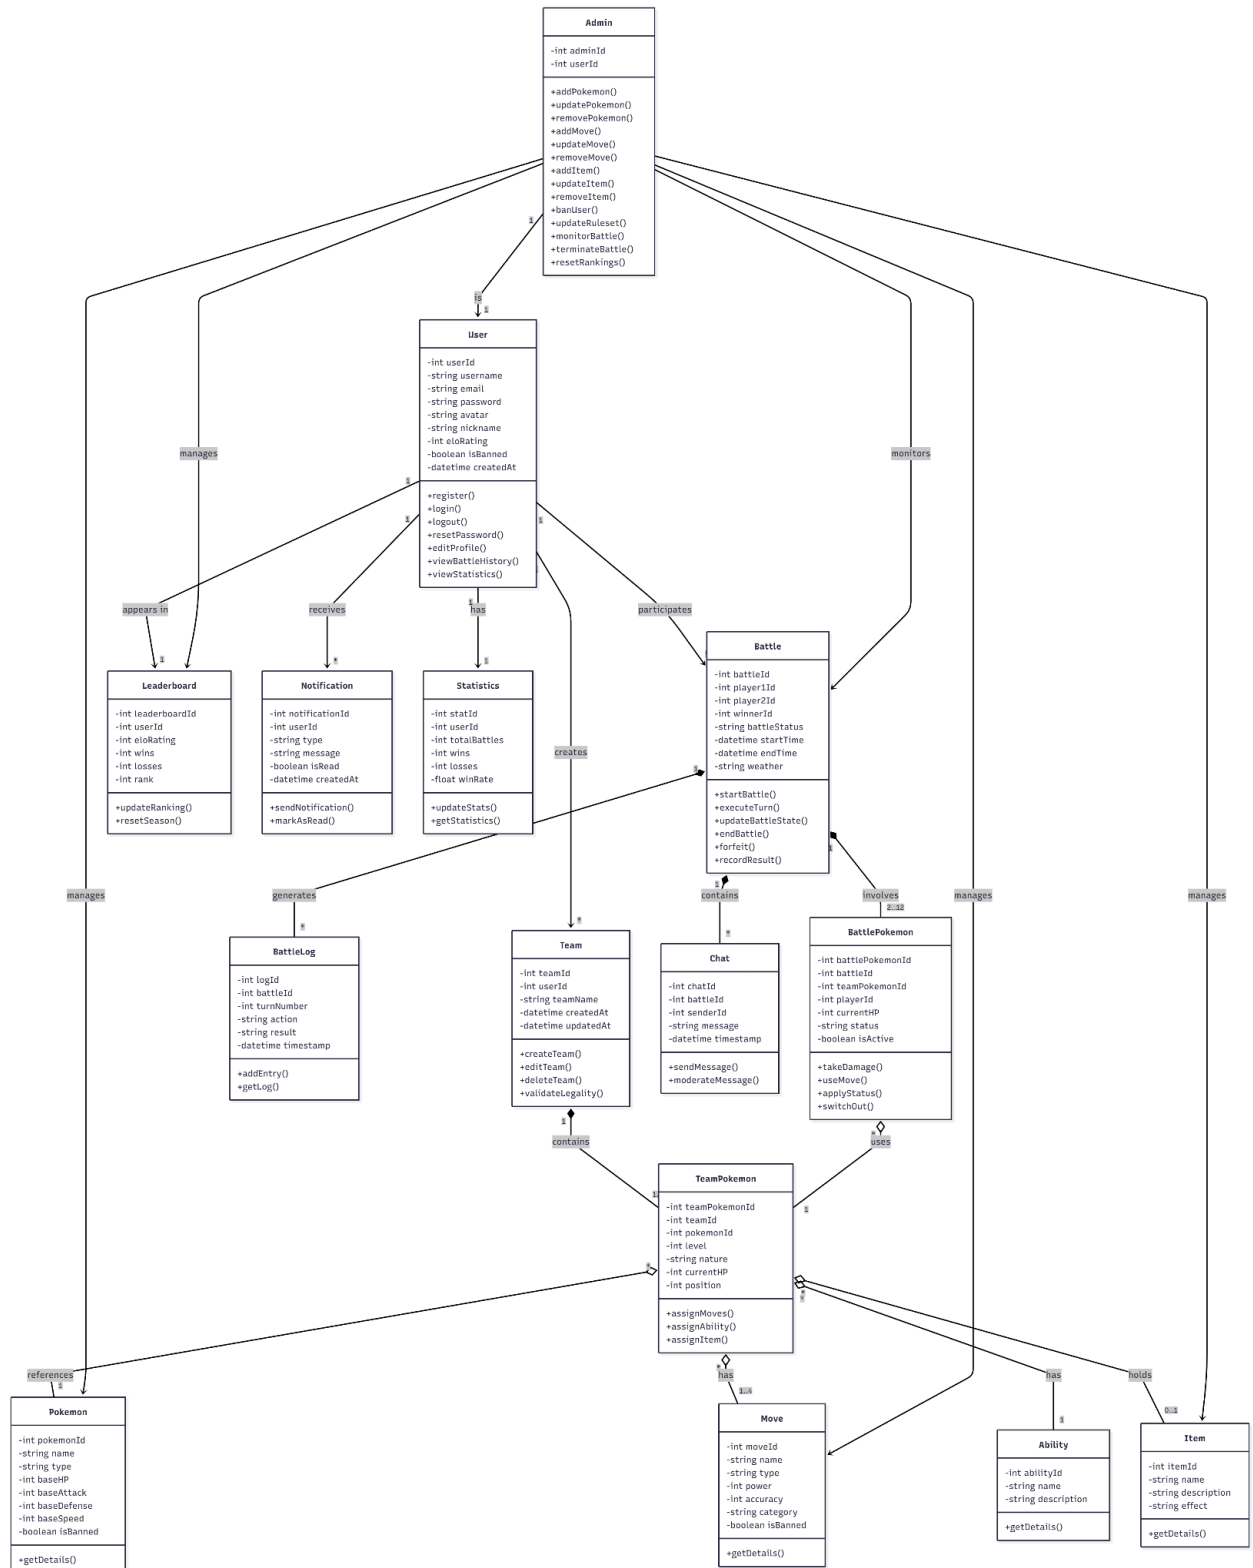 Admin
-int adminId
-int userId
+addPokemon()
+updatePokemon()
+removePokemon()
+addMove()
+updateMove()
+removeMove()
+addItem()
+updateItem()
+removeItem()
+banUser()
+updateRuleset()
+monitorBattle()
+terminateBattle()
+resetRankings()
1
is
1
User
-int userId
-string username
-string email
-string password
-string avatar
-string nickname
-int eloRating
-boolean isBanned
-datetime createdAt
+register()
+login()
+logout()
+resetPassword()
+editProfile()
+viewBattleHistory()
+viewStatistics()
manages
monitors
1
1
1
1
appears in
receives
has
participates
1
*
1
Leaderboard
-int leaderboardId
-int userId
-int eloRating
-int wins
-int losses
-int rank
+updateRanking()
+resetSeason()
Notification
-int notificationId
-int userId
-string type
-string message
-boolean isRead
-datetime createdAt
+sendNotification()
+markAsRead()
Statistics
-int statId
-int userId
-int totalBattles
-int wins
-int losses
-float winRate
+updateStats()
+getStatistics()
creates
Battle
-int battleId
-int player1Id
-int player2Id
-int winnerId
-string battleStatus
-datetime startTime
-datetime endTime
-string weather
+startBattle()
+executeTurn()
+updateBattleState()
+endBattle()
+forfeit()
+recordResult()
1
1
1
manages
generates
contains
involves
manages
manages
*
*
*
2..12
BattleLog
-int logId
-int battleId
-int turnNumber
-string action
-string result
-datetime timestamp
+addEntry()
+getLog()
Team
-int teamId
-int userId
-string teamName
-datetime createdAt
-datetime updatedAt
+createTeam()
+editTeam()
+deleteTeam()
+validateLegality()
Chat
-int chatId
-int battleId
-int senderId
-string message
-datetime timestamp
+sendMessage()
+moderateMessage()
BattlePokemon
-int battlePokemonId
-int battleId
-int teamPokemonId
-int playerId
-int currentHP
-string status
-boolean isActive
+takeDamage()
+useMove()
+applyStatus()
+switchOut()
1
contains
*
uses
1
TeamPokemon
-int teamPokemonId
-int teamId
-int pokemonId
-int level
-string nature
-int currentHP
-int position
+assignMoves()
+assignAbility()
+assignItem()
*
*
*
references
has
has
holds
1
1..4
1
0..1
Pokemon
-int pokemonId
-string name
-string type
-int baseHP
-int baseAttack
-int baseDefense
-int baseSpeed
-boolean isBanned
+getDetails()
Move
-int moveId
-string name
-string type
-int power
-int accuracy
-string category
-boolean isBanned
+getDetails()
Ability
-int abilityId
-string name
-string description
+getDetails()
Item
-int itemId
-string name
-string description
-string effect
+getDetails()